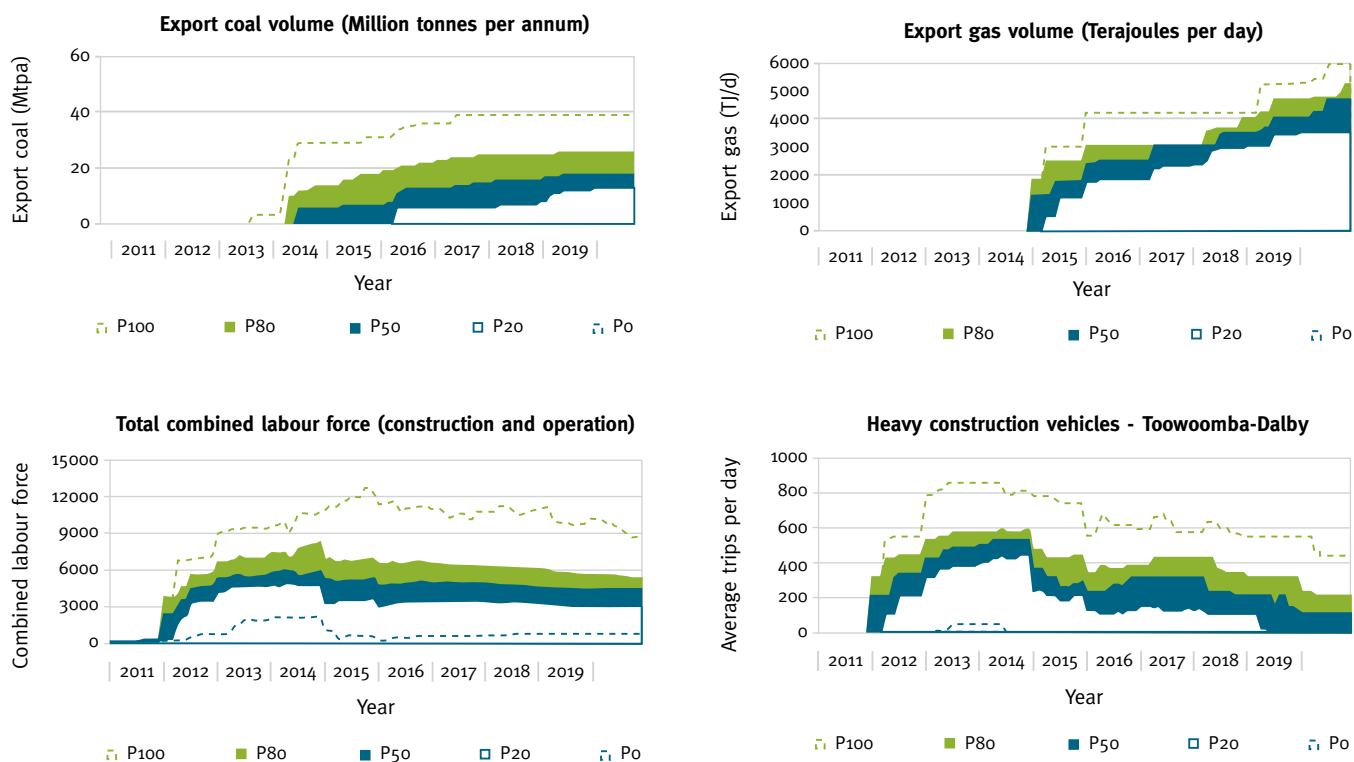 Export coal volume (Million tonnes per annum)
Export coal (Mtpa)
60
40
20
0
2011 2012 2013 2014 2015 2016 2017 2018 2019
Year
P100 P80 P50 P20 P0
Export gas volume (Terajoules per day)
Export gas (TJ/d)
6000
5000
4000
3000
2000
1000
0
2011 2012 2013 2014 2015 2016 2017 2018 2019
Year
P100 P80 P50 P20 P0
Total combined labour force (construction and operation)
Combined labour force
15000
12000
9000
6000
3000
0
2011 2012 2013 2014 2015 2016 2017 2018 2019
Year
P100 P80 P50 P20 P0
Heavy construction vehicles - Toowoomba-Dalby
Average trips per day
1000
800
600
400
200
0
2011 2012 2013 2014 2015 2016 2017 2018 2019
Year
P100 P80 P50 P20 P0